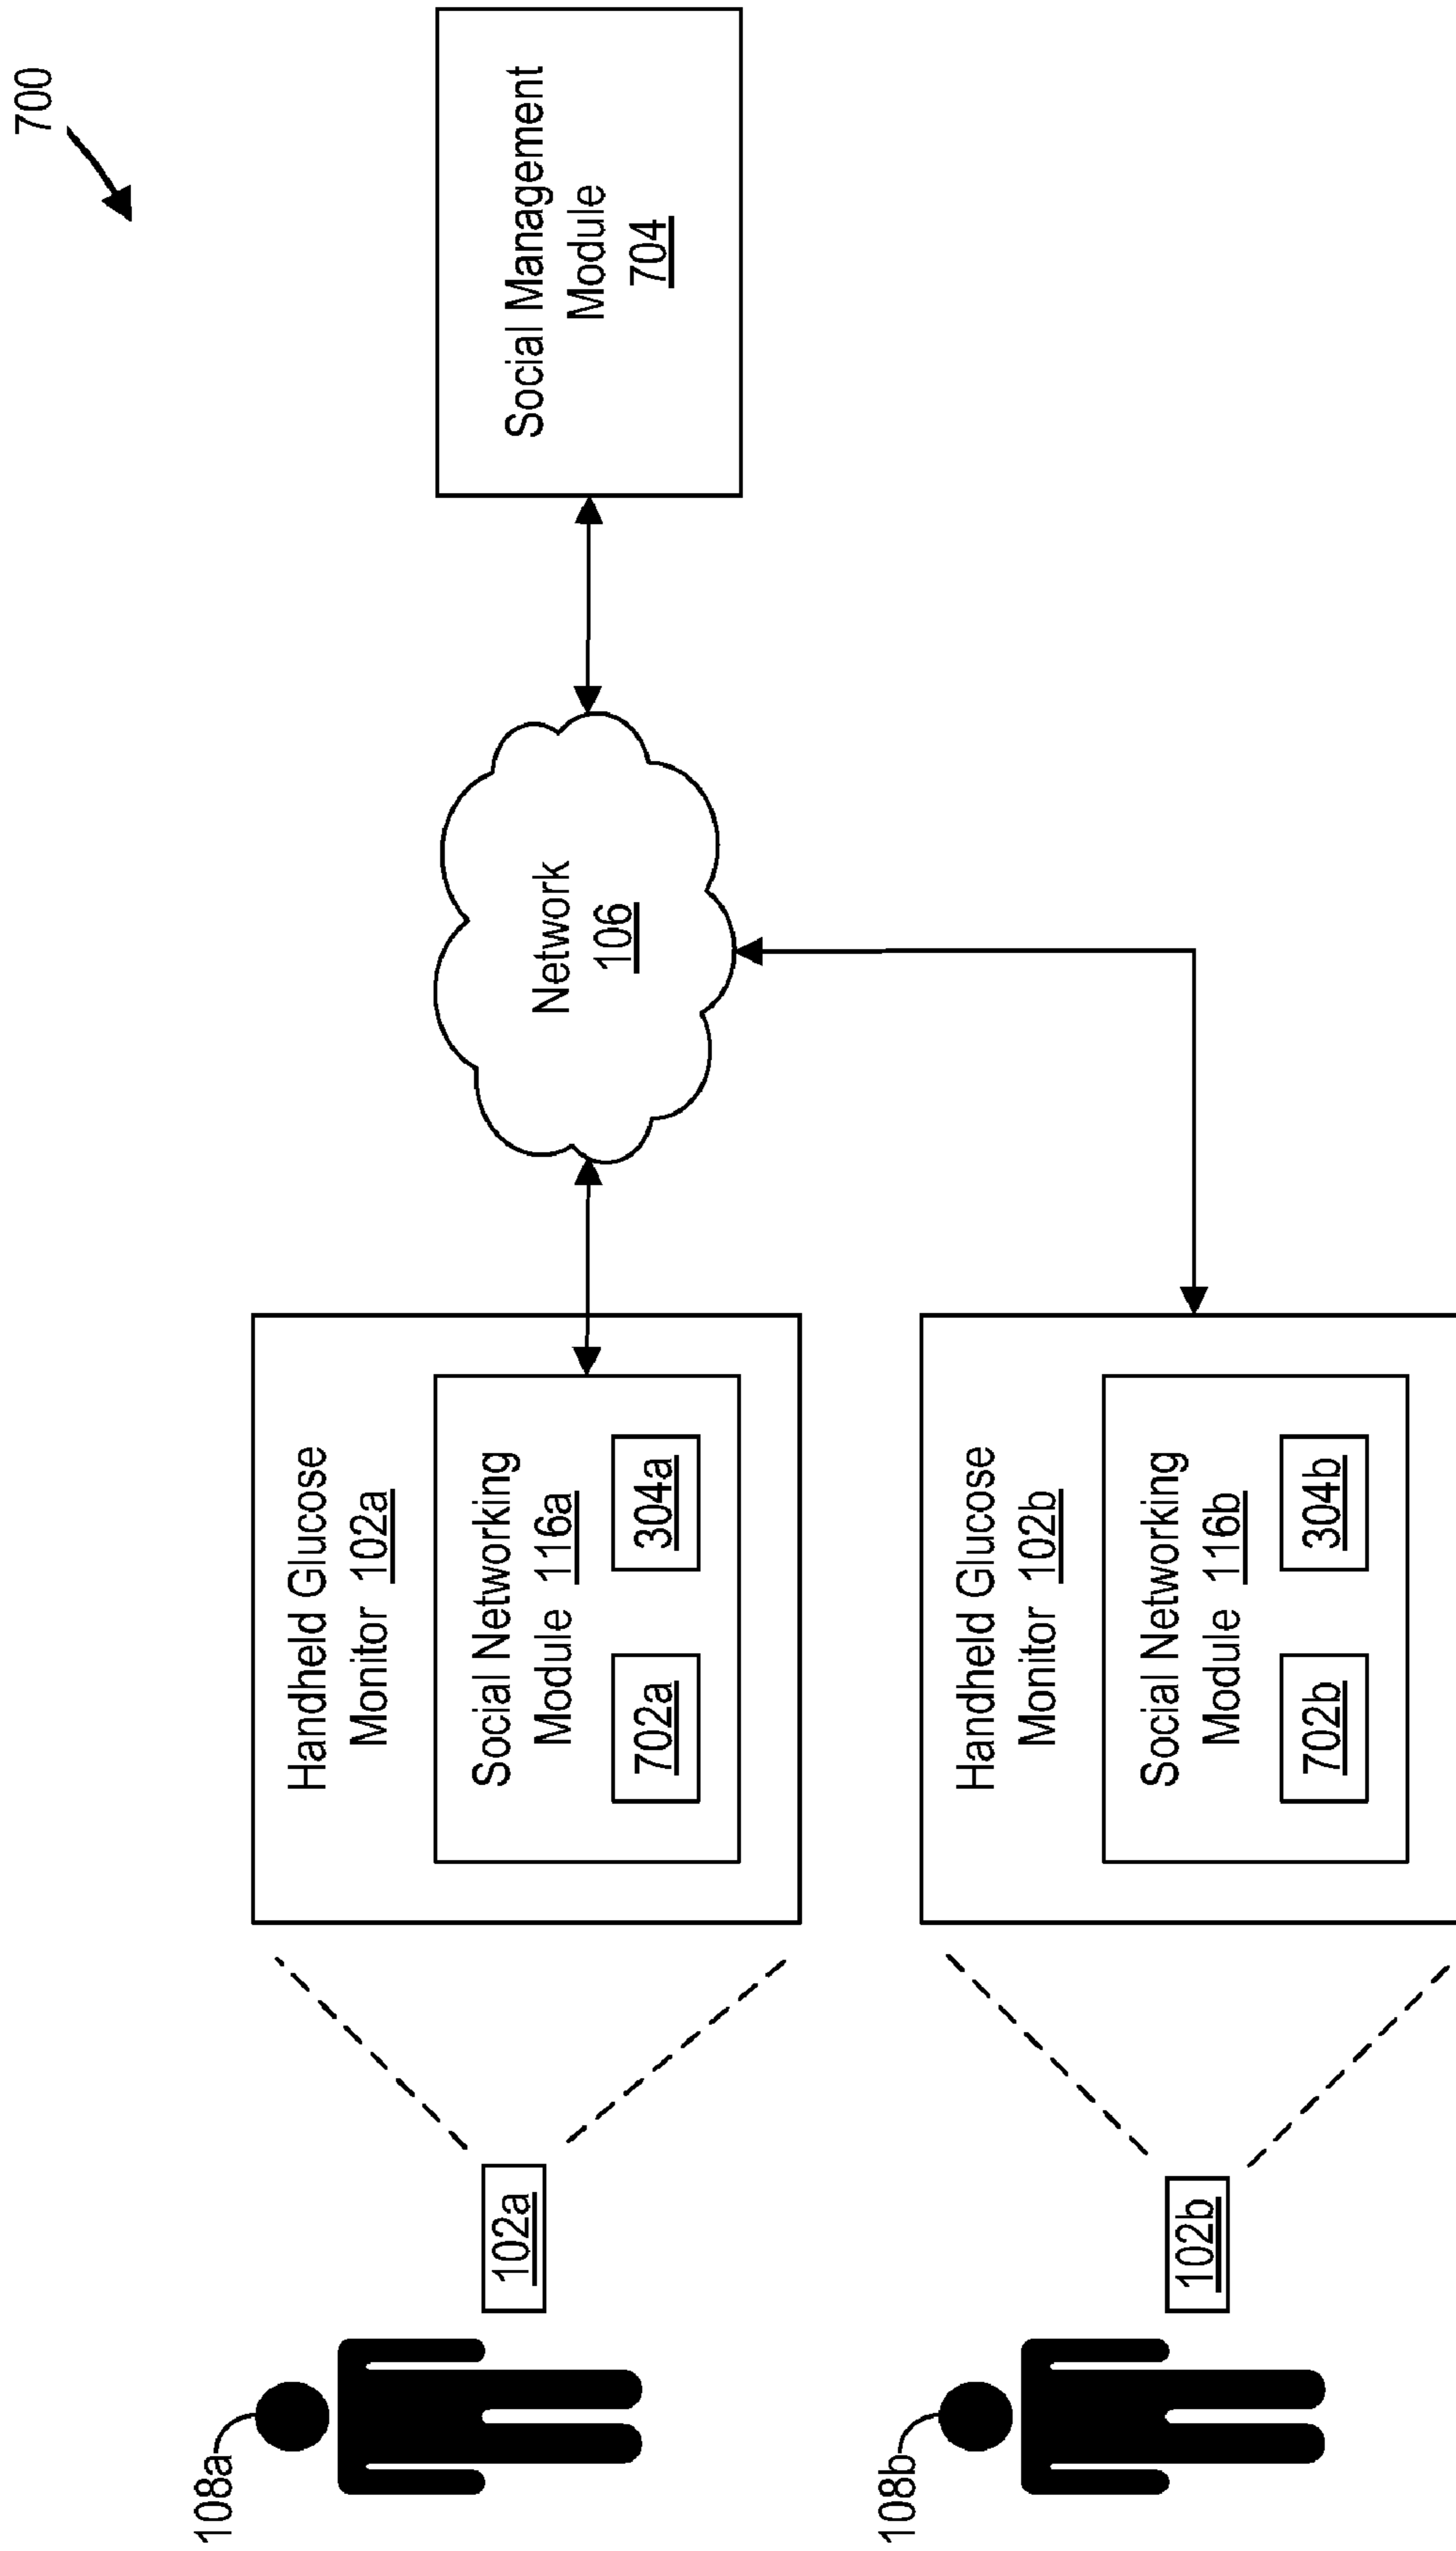 700
108a
102a
Handheld Glucose
Monitor 102a
Social Networking
Module 116a
702a
304a
Network
106
Social Management
Module
704
108b
102b
Handheld Glucose
Monitor 102b
Social Networking
Module 116b
702b
304b